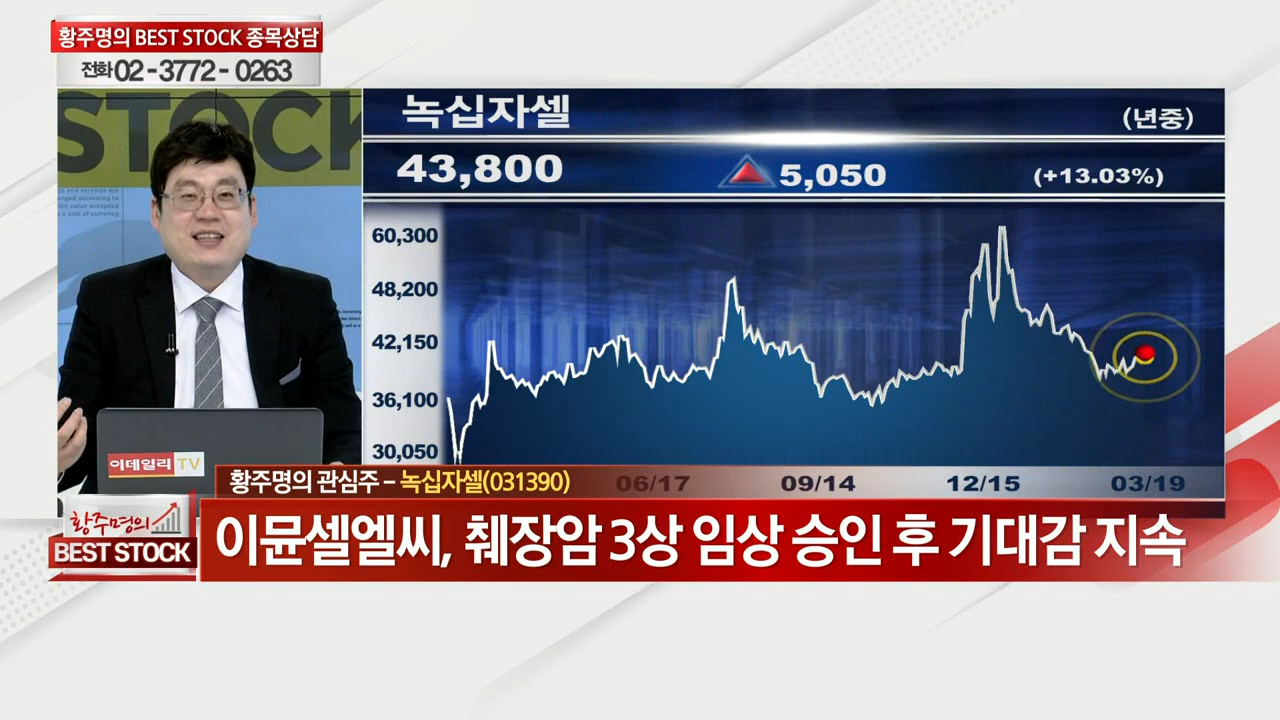 황주명의 BEST STOCK 종목상담
전화 02-3772-0263
STOCK
녹십자셀
(년중)
43,800
5,050
(+13.03%)
60,300
48,200
42,150
36,100
30,050
06/17
09/14
12/15
03/19
이데일리 TV
황주명의 관심주 - 녹십자셀(031390)
황주명의
BEST STOCK
이뮨셀엘씨, 췌장암 3상 임상 승인 후 기대감 지속